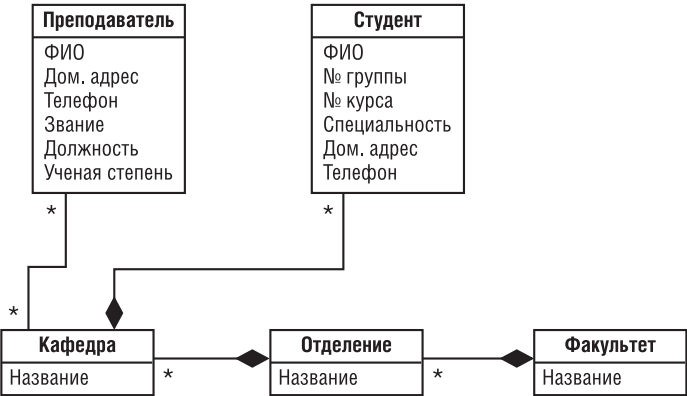 Преподаватель
ФИО
Дом. адрес
Телефон
Звание
Должность
Ученая степень
Студент
ФИО
№ группы
№ курса
Специальность
Дом. адрес
Телефон
*
*
*
Кафедра
Название
*
Отделение
Название
*
Факультет
Название